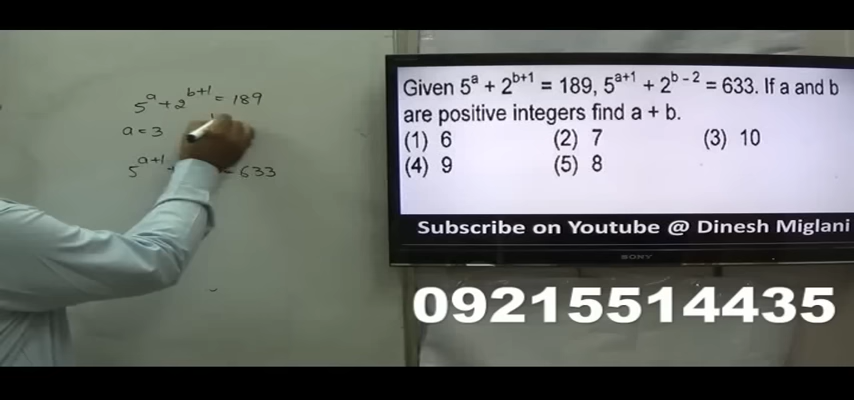 5^a + 2^{b+1} = 189
a = 3
5^{a+1} + = 633
Given 5^a + 2^{b+1} = 189, 5^{a+1} + 2^{b – 2} = 633. If a and b
are positive integers find a + b.
(1) 6 (2) 7 (3) 10
(4) 9 (5) 8
Subscribe on Youtube @ Dinesh Miglani
SONY
09215514435